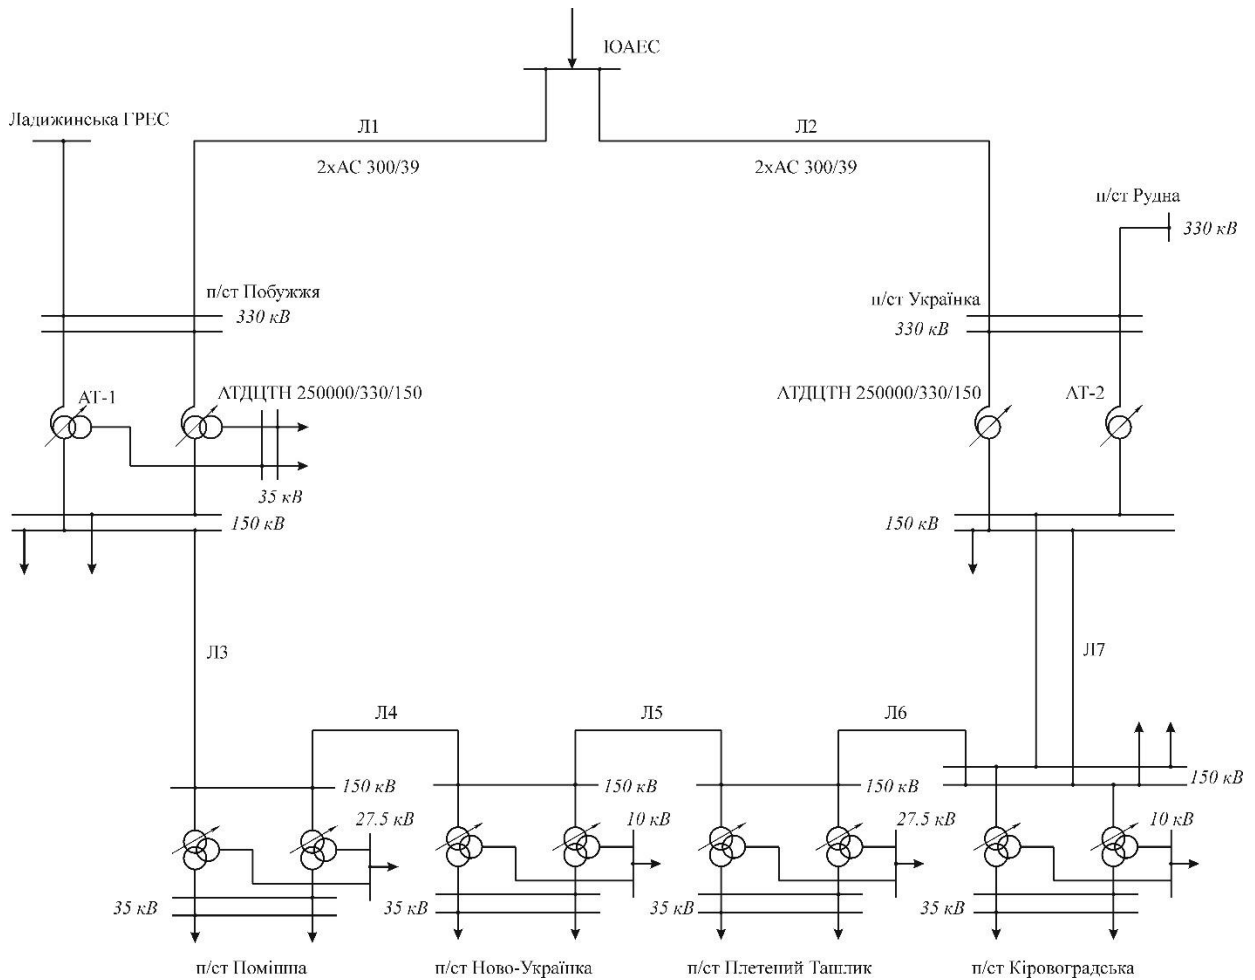 ЮАЕС
Ладижинська ГРЕС
Л1
Л2
2хАС 300/39
2хАС 300/39
п/ст Рудна
330 кВ
п/ст Побужжя
330 кВ
п/ст Українка
330 кВ
АТ-1
АТДЦТН 250000/330/150
АТДЦТН 250000/330/150
АТ-2
35 кВ
150 кВ
150 кВ
Л3
Л7
Л4
Л5
Л6
150 кВ
150 кВ
150 кВ
150 кВ
27.5 кВ
10 кВ
27.5 кВ
10 кВ
35 кВ
35 кВ
35 кВ
35 кВ
п/ст Помішна
п/ст Ново-Українка
п/ст Плетений Ташлик
п/ст Кіровоградська